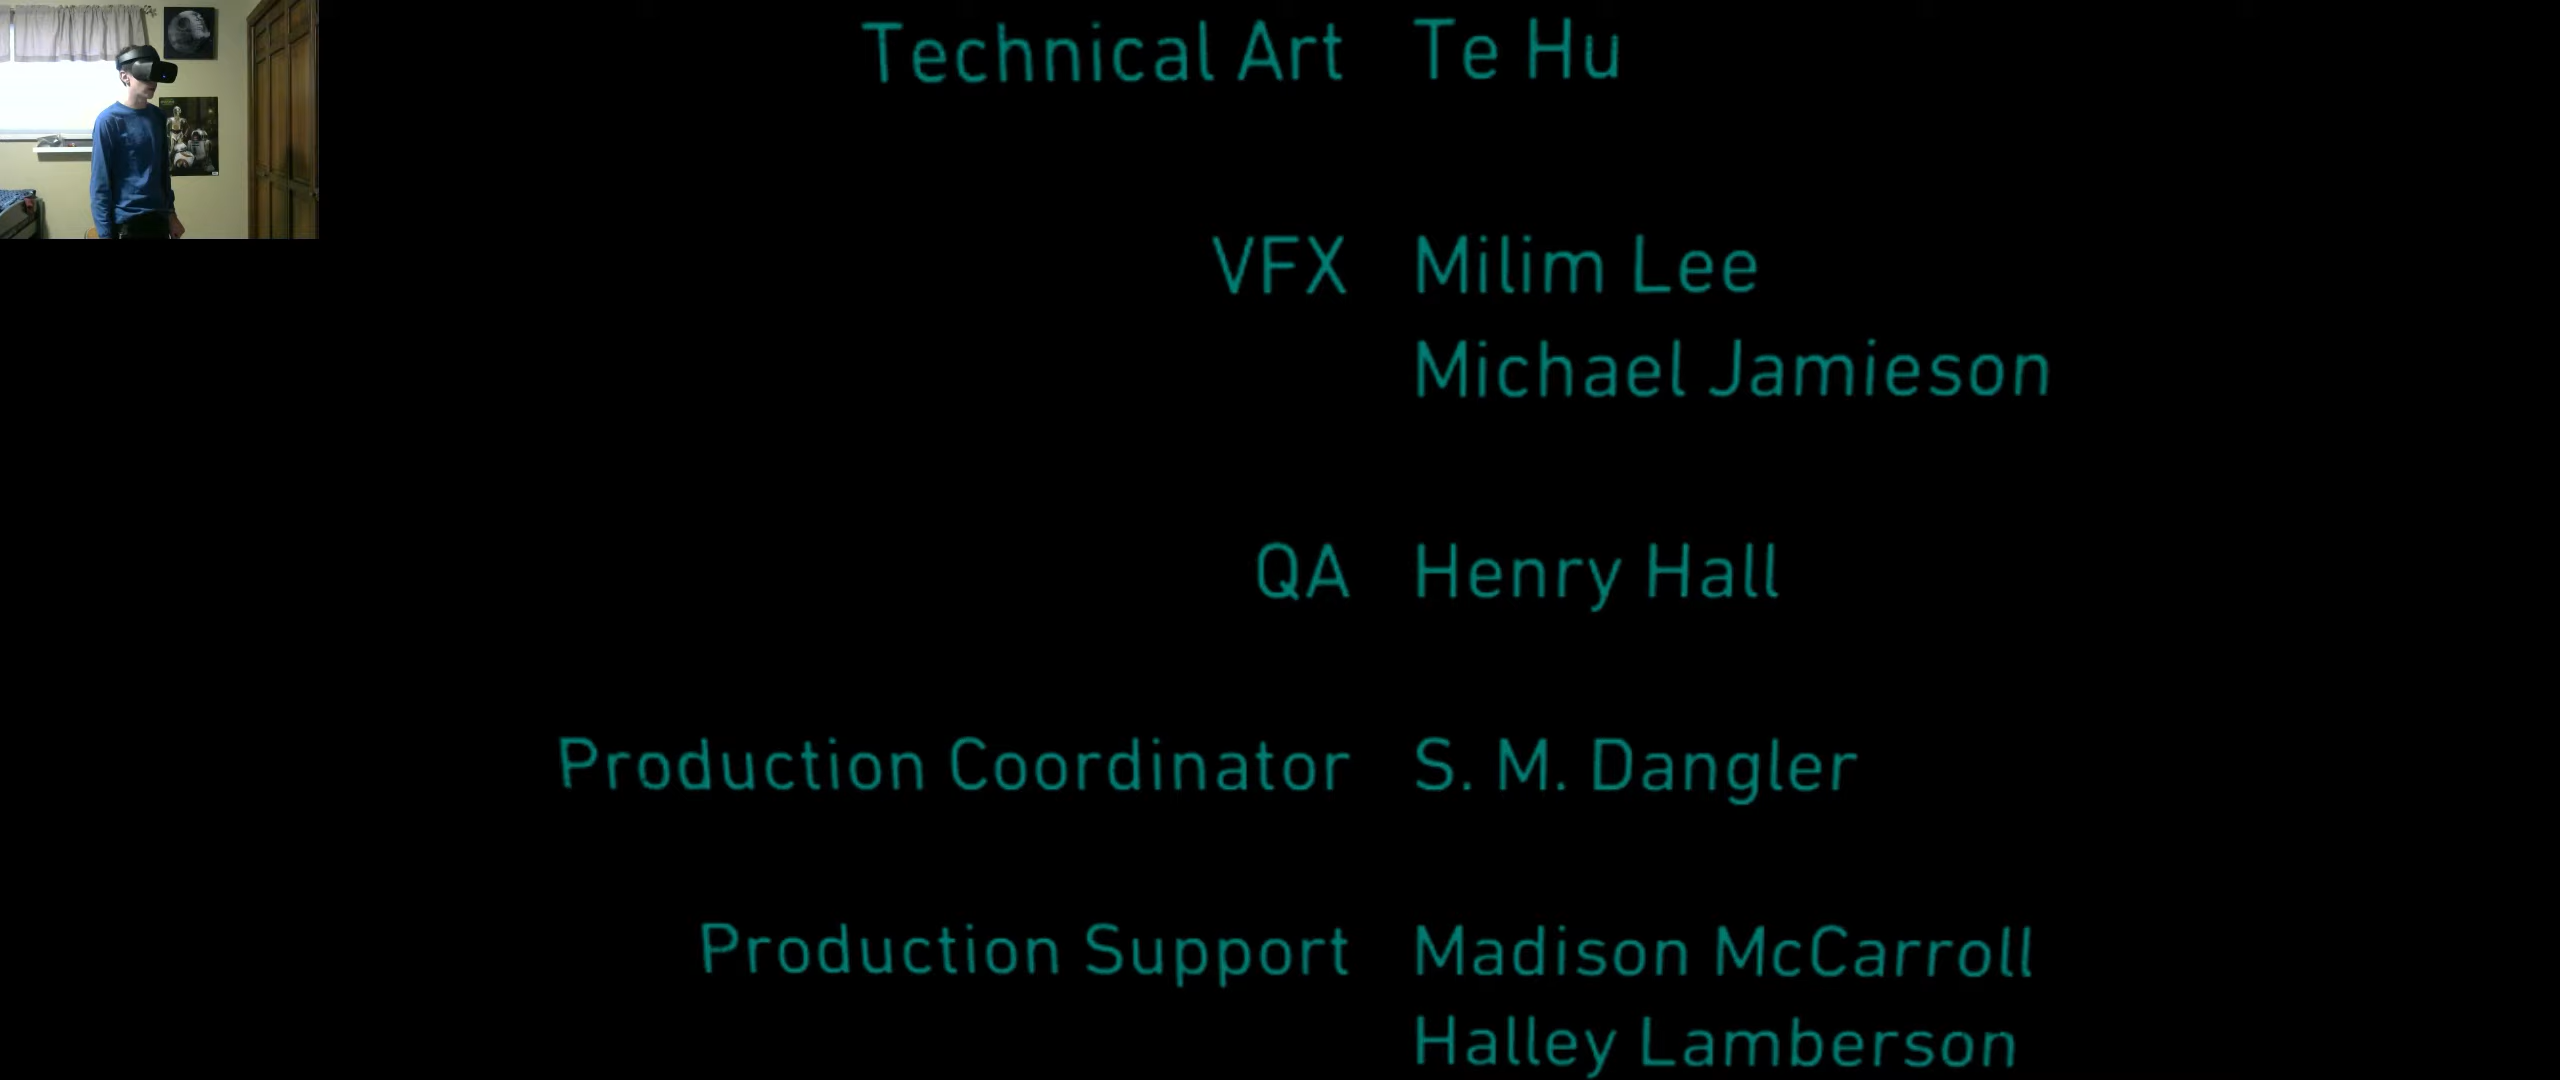 Technical Art Te Hu
VFX Milim Lee
Michael Jamieson
QA Henry Hall
Production Coordinator S. M. Dangler
Production Support Madison McCarroll
Halley Lamberson